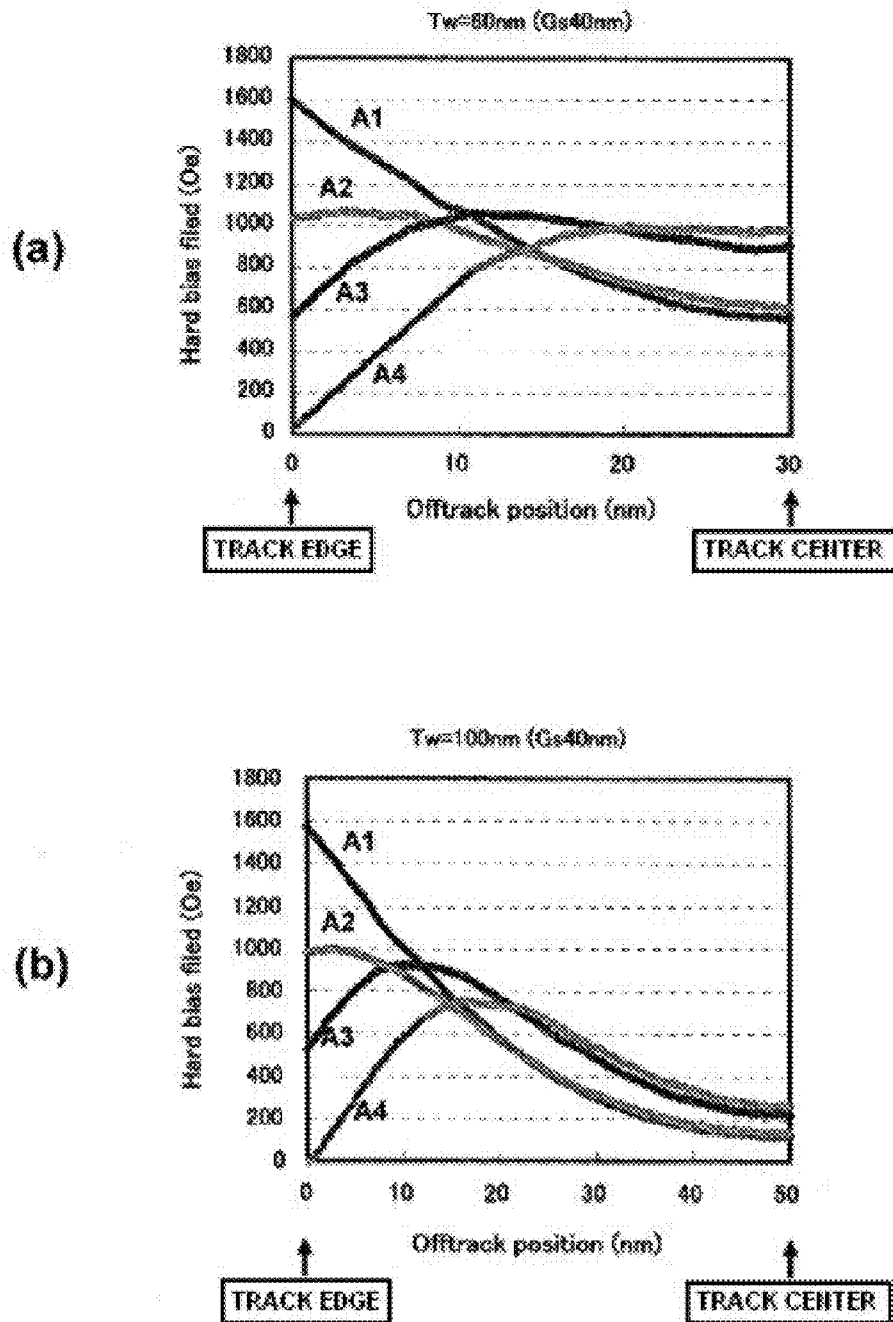 Tw=60nm (Gs40nm)
1800
1600
1400
1200
1000
800
600
400
200
0
Hard bias filed (Oe)
A1
A2
A3
A4
(a)
0 10 20 30
Offtrack position (nm)
TRACK EDGE
TRACK CENTER
Tw=100nm (Gs40nm)
1800
1600
1400
1200
1000
800
600
400
200
0
Hard bias filed (Oe)
A1
A2
A3
A4
(b)
0 10 20 30 40 50
Offtrack position (nm)
TRACK EDGE
TRACK CENTER